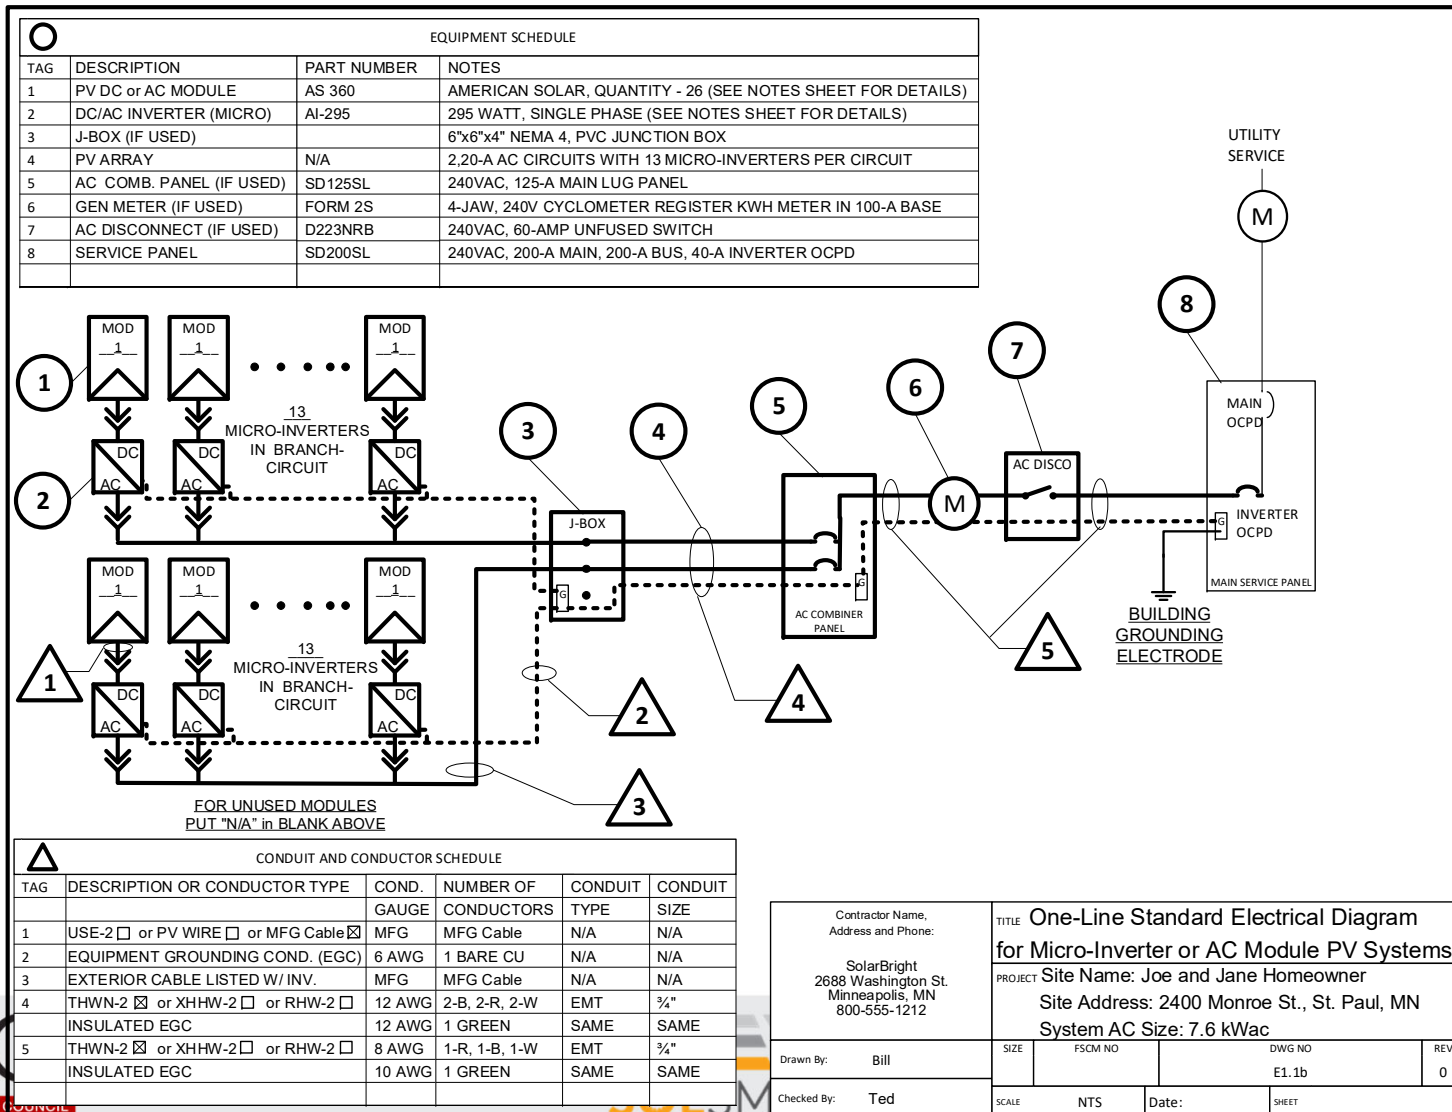 EQUIPMENT SCHEDULE
TAG DESCRIPTION PART NUMBER NOTES
1 PV DC or AC MODULE AS 360 AMERICAN SOLAR, QUANTITY - 26 (SEE NOTES SHEET FOR DETAILS)
2 DC/AC INVERTER (MICRO) AI-295 295 WATT, SINGLE PHASE (SEE NOTES SHEET FOR DETAILS)
3 J-BOX (IF USED) 6"x6"x4" NEMA 4, PVC JUNCTION BOX
4 PV ARRAY N/A 2,20-A AC CIRCUITS WITH 13 MICRO-INVERTERS PER CIRCUIT
5 AC COMB. PANEL (IF USED) SD125SL 240VAC, 125-A MAIN LUG PANEL
6 GEN METER (IF USED) FORM 2S 4-JAW, 240V CYCLOMETER REGISTER KWH METER IN 100-A BASE
7 AC DISCONNECT (IF USED) D223NRB 240VAC, 60-AMP UNFUSED SWITCH
8 SERVICE PANEL SD200SL 240VAC, 200-A MAIN, 200-A BUS, 40-A INVERTER OCPD
UTILITY
SERVICE
M
8
MOD
__1__
MOD
__1__
MOD
__1__
1
13
MICRO-INVERTERS
IN BRANCH-
CIRCUIT
DC
AC
DC
AC
DC
AC
2
3
4
5
6
7
J-BOX
G
AC COMBINER
PANEL
G
M
AC DISCO
MAIN
OCPD
INVERTER
OCPD
G
MAIN SERVICE PANEL
BUILDING
GROUNDING
ELECTRODE
MOD
__1__
MOD
__1__
MOD
__1__
13
MICRO-INVERTERS
IN BRANCH-
CIRCUIT
DC
AC
DC
AC
DC
AC
1
2
3
4
5
FOR UNUSED MODULES
PUT "N/A" in BLANK ABOVE
CONDUIT AND CONDUCTOR SCHEDULE
TAG DESCRIPTION OR CONDUCTOR TYPE COND. NUMBER OF CONDUIT CONDUIT
GAUGE CONDUCTORS TYPE SIZE
1 USE-2 ☐ or PV WIRE ☐ or MFG Cable ☒ MFG MFG Cable N/A N/A
2 EQUIPMENT GROUNDING COND. (EGC) 6 AWG 1 BARE CU N/A N/A
3 EXTERIOR CABLE LISTED W/ INV. MFG MFG Cable N/A N/A
4 THWN-2 ☒ or XHHW-2 ☐ or RHW-2 ☐ 12 AWG 2-B, 2-R, 2-W EMT ¾"
INSULATED EGC 12 AWG 1 GREEN SAME SAME
5 THWN-2 ☒ or XHHW-2 ☐ or RHW-2 ☐ 8 AWG 1-R, 1-B, 1-W EMT ¾"
INSULATED EGC 10 AWG 1 GREEN SAME SAME
COUNCIL
Contractor Name,
Address and Phone:
SolarBright
2688 Washington St.
Minneapolis, MN
800-555-1212
Drawn By: Bill
Checked By: Ted
TITLE One-Line Standard Electrical Diagram
for Micro-Inverter or AC Module PV Systems
PROJECT Site Name: Joe and Jane Homeowner
Site Address: 2400 Monroe St., St. Paul, MN
System AC Size: 7.6 kWac
SIZE FSCM NO DWG NO REV
E1.1b 0
SCALE NTS Date: SHEET